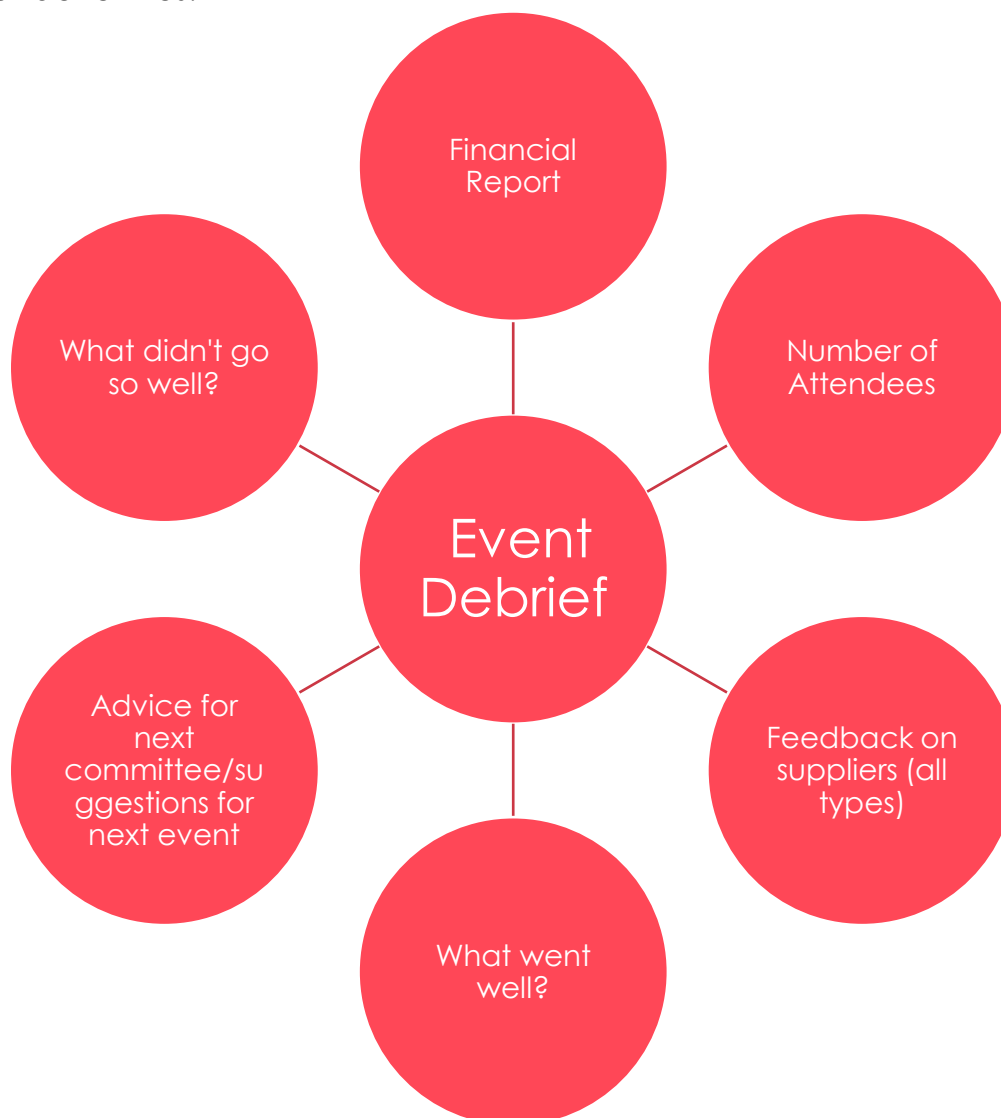 Financial
Report
What didn't go
so well?
Number of
Attendees
Event
Debrief
Advice for
next
committee/su
ggestions for
next event
Feedback on
suppliers (all
types)
What went
well?